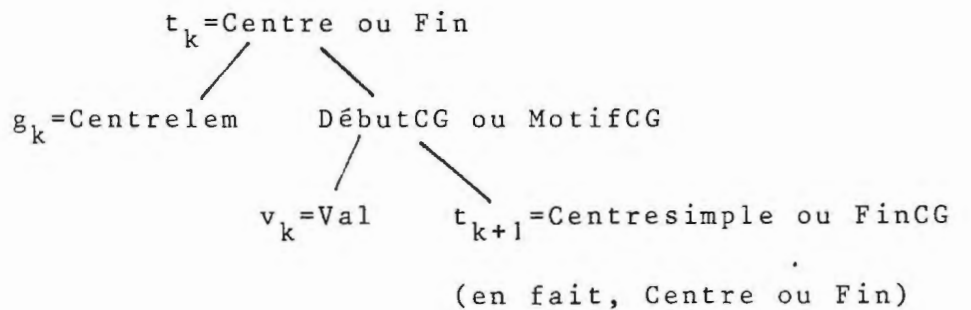 t_k=Centre ou Fin
g_k=Centrelem DébutCG ou MotifCG
v_k=Val t_{k+1}=Centresimple ou FinCG
(en fait, Centre ou Fin)